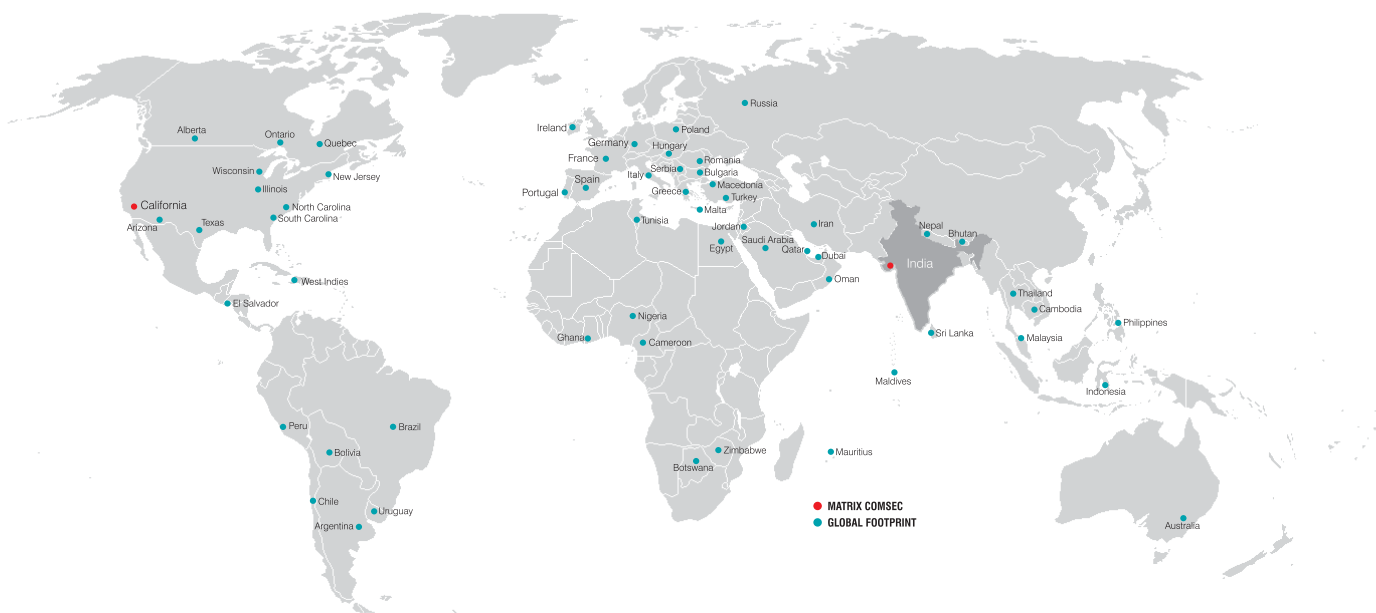 Russia
Ireland
Poland
Alberta
Ontario
Quebec
Germany
Hungary
France
Romania
Wisconsin
New Jersey
Serbia
Bulgaria
Italy
Spain
Illinois
Macedonia
Portugal
Greece
Turkey
California
North Carolina
Malta
South Carolina
Arizona
Texas
Tunisia
Jordan
Iran
Nepal
Bhutan
Egypt
Saudi Arabia
Qatar
Dubai
India
West Indies
Oman
El Salvador
Thailand
Cambodia
Nigeria
Philippines
Ghana
Cameroon
Sri Lanka
Malaysia
Maldives
Indonesia
Peru
Brazil
Bolivia
Zimbabwe
Mauritius
Botswana
Chile
Uruguay
Argentina
MATRIX COMSEC
GLOBAL FOOTPRINT
Australia